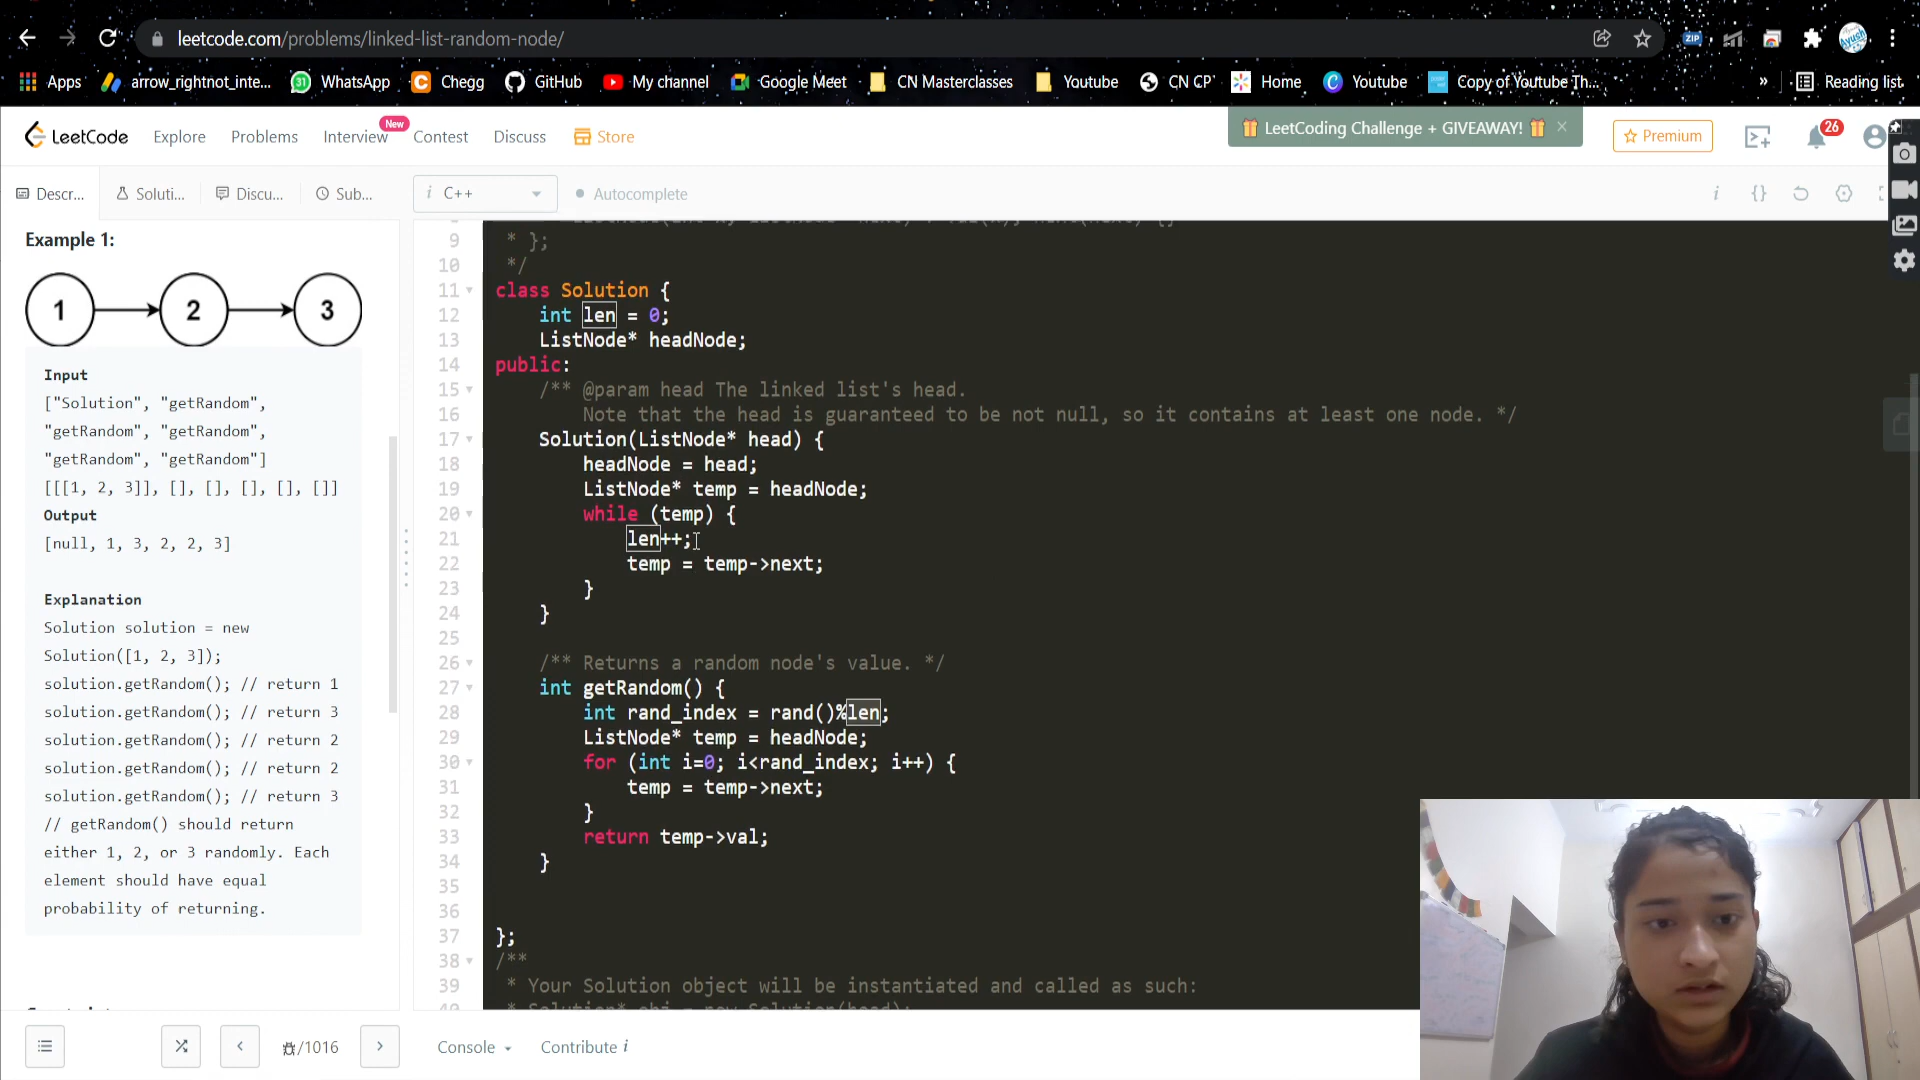 leetcode.com/problems/linked-list-random-node/
ZIP
Ayush
Apps
arrow_rightnot_inte...
31 WhatsApp
Chegg
GitHub
My channel
Google Meet
CN Masterclasses
Youtube
CN CP
Home
Youtube
Copy of Youtube Th...
»
Reading list
LeetCode
Explore
Problems
Interview New
Contest
Discuss
Store
LeetCoding Challenge + GIVEAWAY!
Premium
26
Descr...
Soluti...
Discu...
Sub...
i C++
Autocomplete
i {}
Example 1:
1 2 3
Input
["Solution", "getRandom",
"getRandom", "getRandom",
"getRandom", "getRandom"]
[[[1, 2, 3]], [], [], [], [], []]
Output
[null, 1, 3, 2, 2, 3]
Explanation
Solution solution = new
Solution([1, 2, 3]);
solution.getRandom(); // return 1
solution.getRandom(); // return 3
solution.getRandom(); // return 2
solution.getRandom(); // return 2
solution.getRandom(); // return 3
// getRandom() should return
either 1, 2, or 3 randomly. Each
element should have equal
probability of returning.
9 * };
10 */
11 class Solution {
12 int len = 0;
13 ListNode* headNode;
14 public:
15 /** @param head The linked list's head.
16 Note that the head is guaranteed to be not null, so it contains at least one node. */
17 Solution(ListNode* head) {
18 headNode = head;
19 ListNode* temp = headNode;
20 while (temp) {
21 len++;
22 temp = temp->next;
23 }
24 }
25
26 /** Returns a random node's value. */
27 int getRandom() {
28 int rand_index = rand()%len;
29 ListNode* temp = headNode;
30 for (int i=0; i<rand_index; i++) {
31 temp = temp->next;
32 }
33 return temp->val;
34 }
35
36
37 };
38 /**
39 * Your Solution object will be instantiated and called as such:
40 * Solution* obj = new Solution(head);
/1016
Console
Contribute i